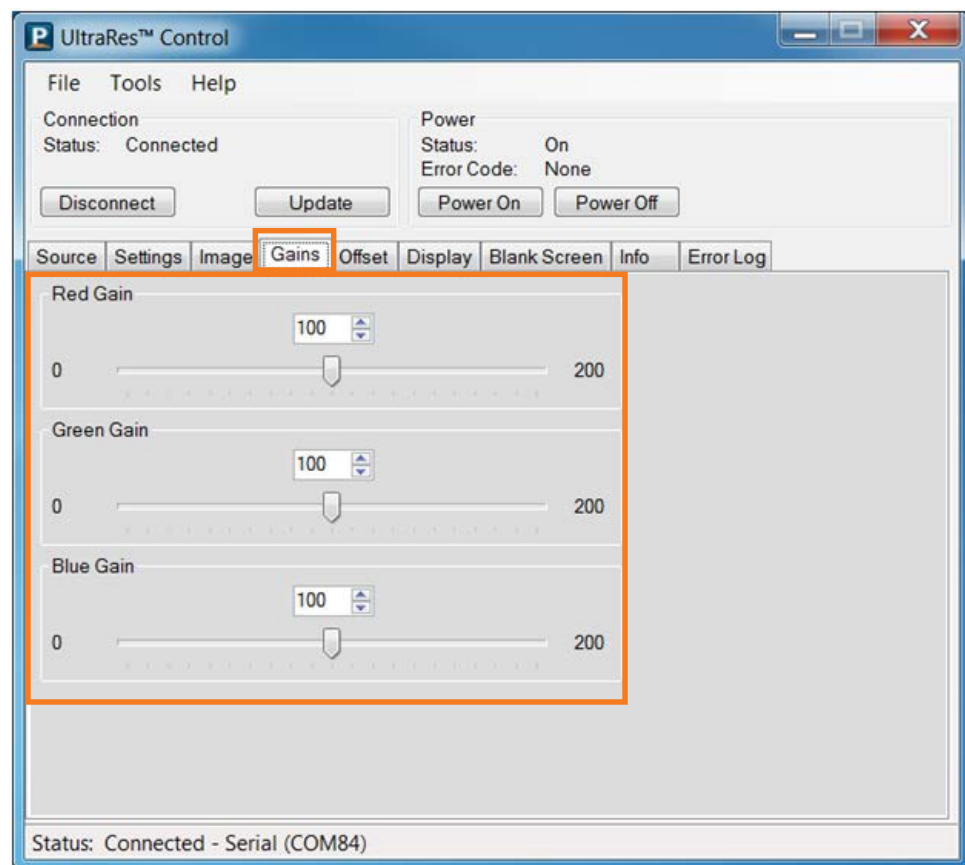 P UltraRes™ Control
File Tools Help
Connection
Status: Connected
Disconnect Update
Power
Status: On
Error Code: None
Power On Power Off
Source Settings Image Gains Offset Display Blank Screen Info Error Log
Red Gain
100
0 200
Green Gain
100
0 200
Blue Gain
100
0 200
Status: Connected - Serial (COM84)